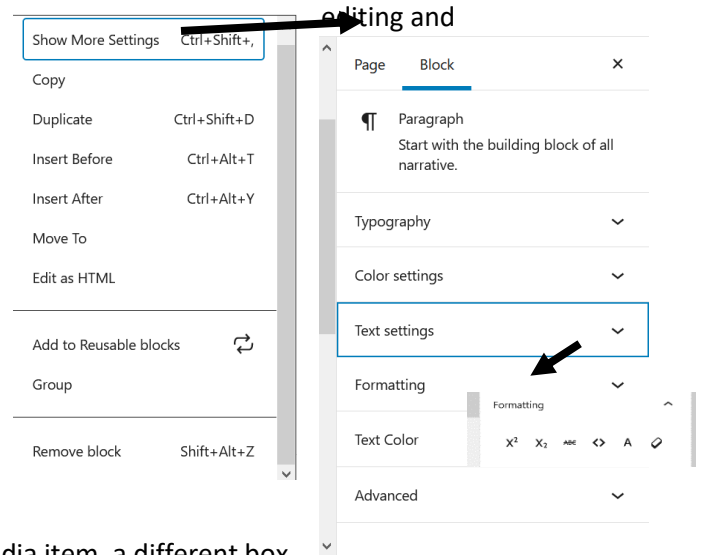 editing and
Show More Settings Ctrl+Shift+,
Copy
Duplicate Ctrl+Shift+D
Insert Before Ctrl+Alt+T
Insert After Ctrl+Alt+Y
Move To
Edit as HTML
Add to Reusable blocks
Group
Remove block Shift+Alt+Z
Page Block ×
¶ Paragraph
Start with the building block of all
narrative.
Typography
Color settings
Text settings
Formatting
Text Color
Advanced
Formatting
X² X₂ ABC <> A
dia item, a different box